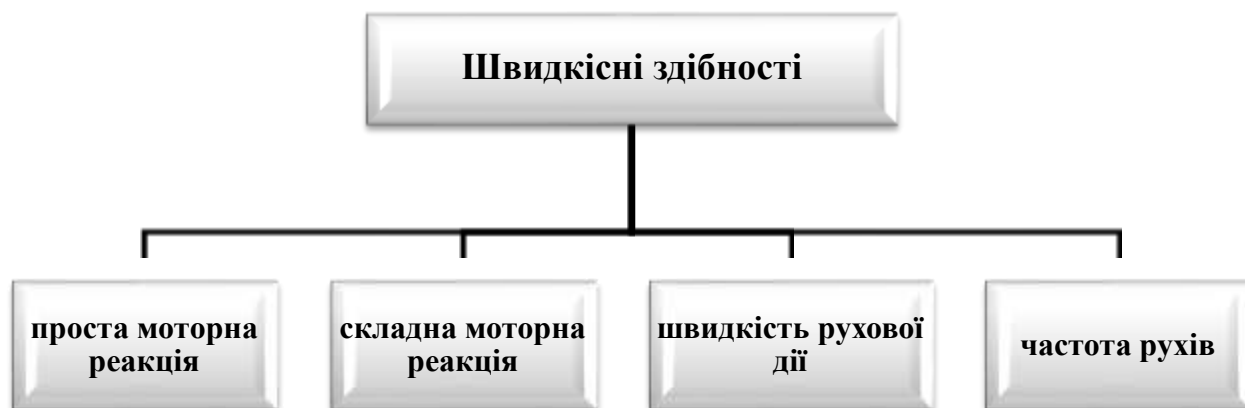 Швидкісні здібності
проста моторна
реакція
складна моторна
реакція
швидкість рухової
дії
частота рухів